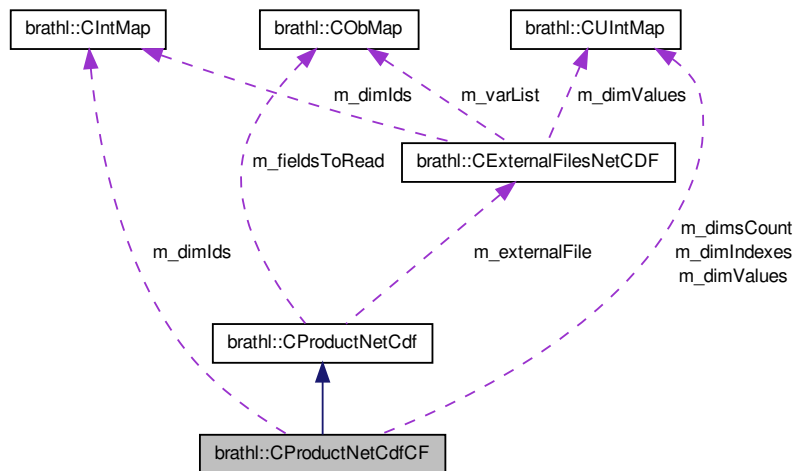 brathl::CIntMap
brathl::CObMap
brathl::CUIntMap
m_dimIds
m_varList
m_dimValues
brathl::CExternalFilesNetCDF
m_fieldsToRead
m_dimsCount
m_dimIndexes
m_dimValues
m_dimIds
m_externalFile
brathl::CProductNetCdf
brathl::CProductNetCdfCF